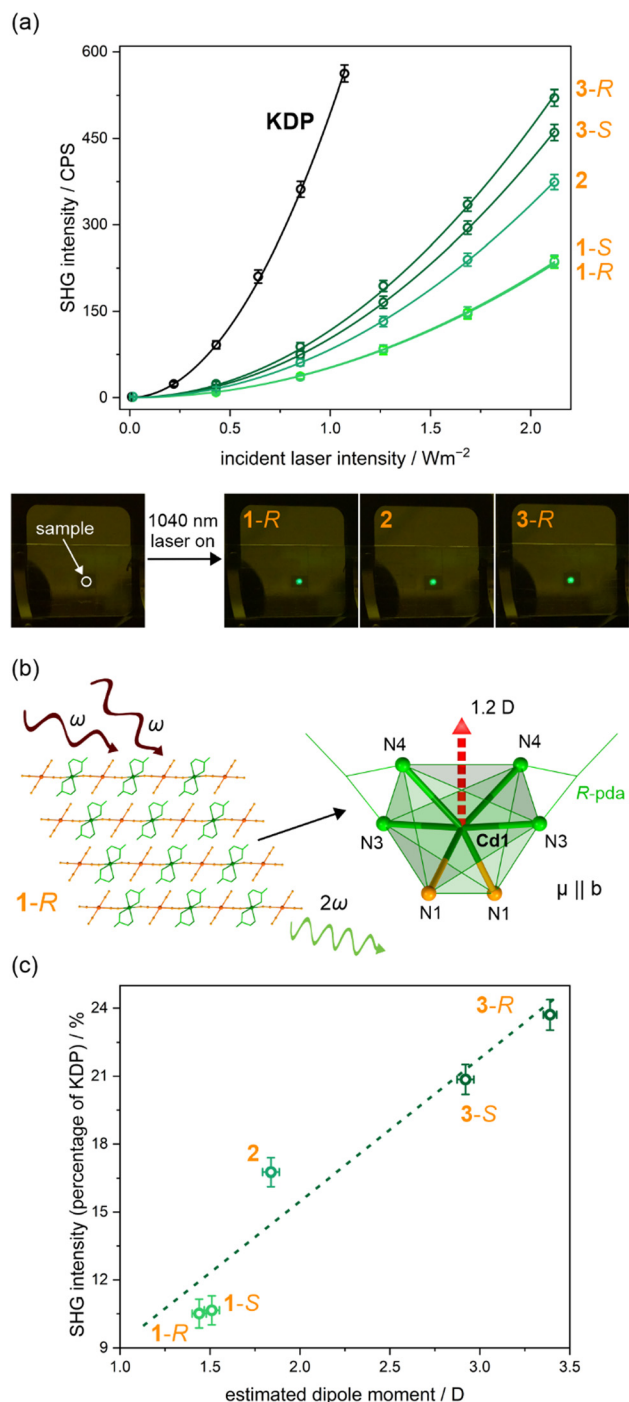 (a)
600
450
300
150
0
SHG intensity / CPS
KDP
3-R
3-S
2
1-S
1-R
0.0 0.5 1.0 1.5 2.0
incident laser intensity / Wm⁻²
sample
1040 nm
laser on
1-R
2
3-R
(b)
ω
ω
1-R
2ω
1.2 D
N4
N4
R-pda
N3
Cd1
N3
N1
N1
μ || b
(c)
24
21
18
15
12
9
SHG intensity (percentage of KDP) / %
3-R
3-S
2
1-S
1-R
1.0 1.5 2.0 2.5 3.0 3.5
estimated dipole moment / D